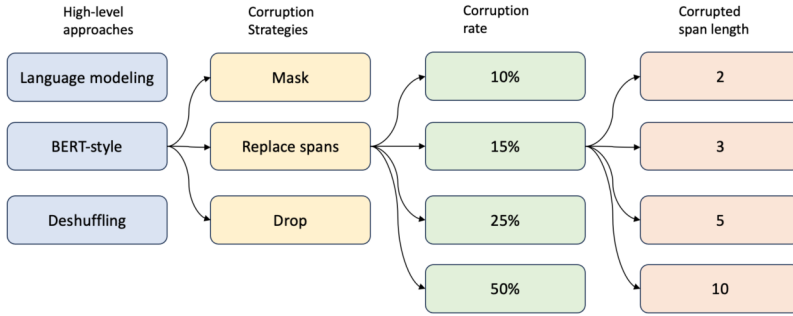 High-level
approaches
Corruption
Strategies
Corruption
rate
Corrupted
span length
Language modeling
Mask
10%
2
BERT-style
Replace spans
15%
3
Deshuffling
Drop
25%
5
50%
10